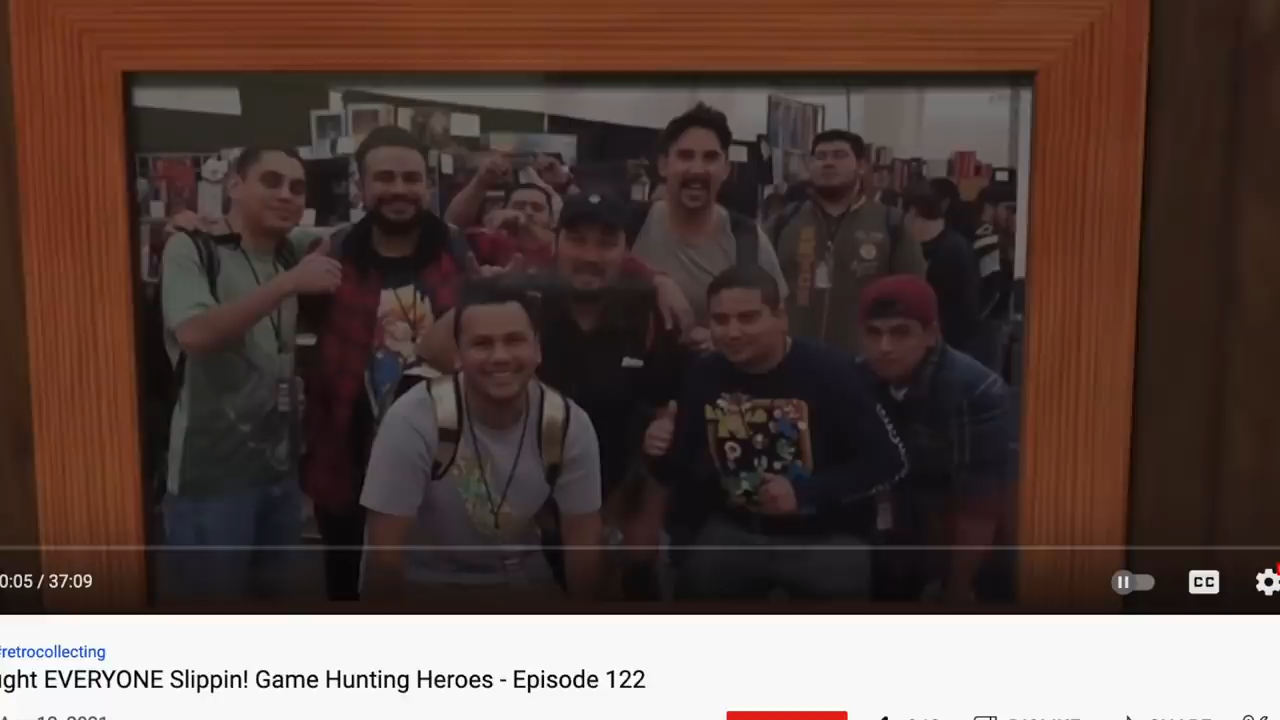 0:05 / 37:09
CC
#retrocollecting
ght EVERYONE Slippin! Game Hunting Heroes - Episode 122